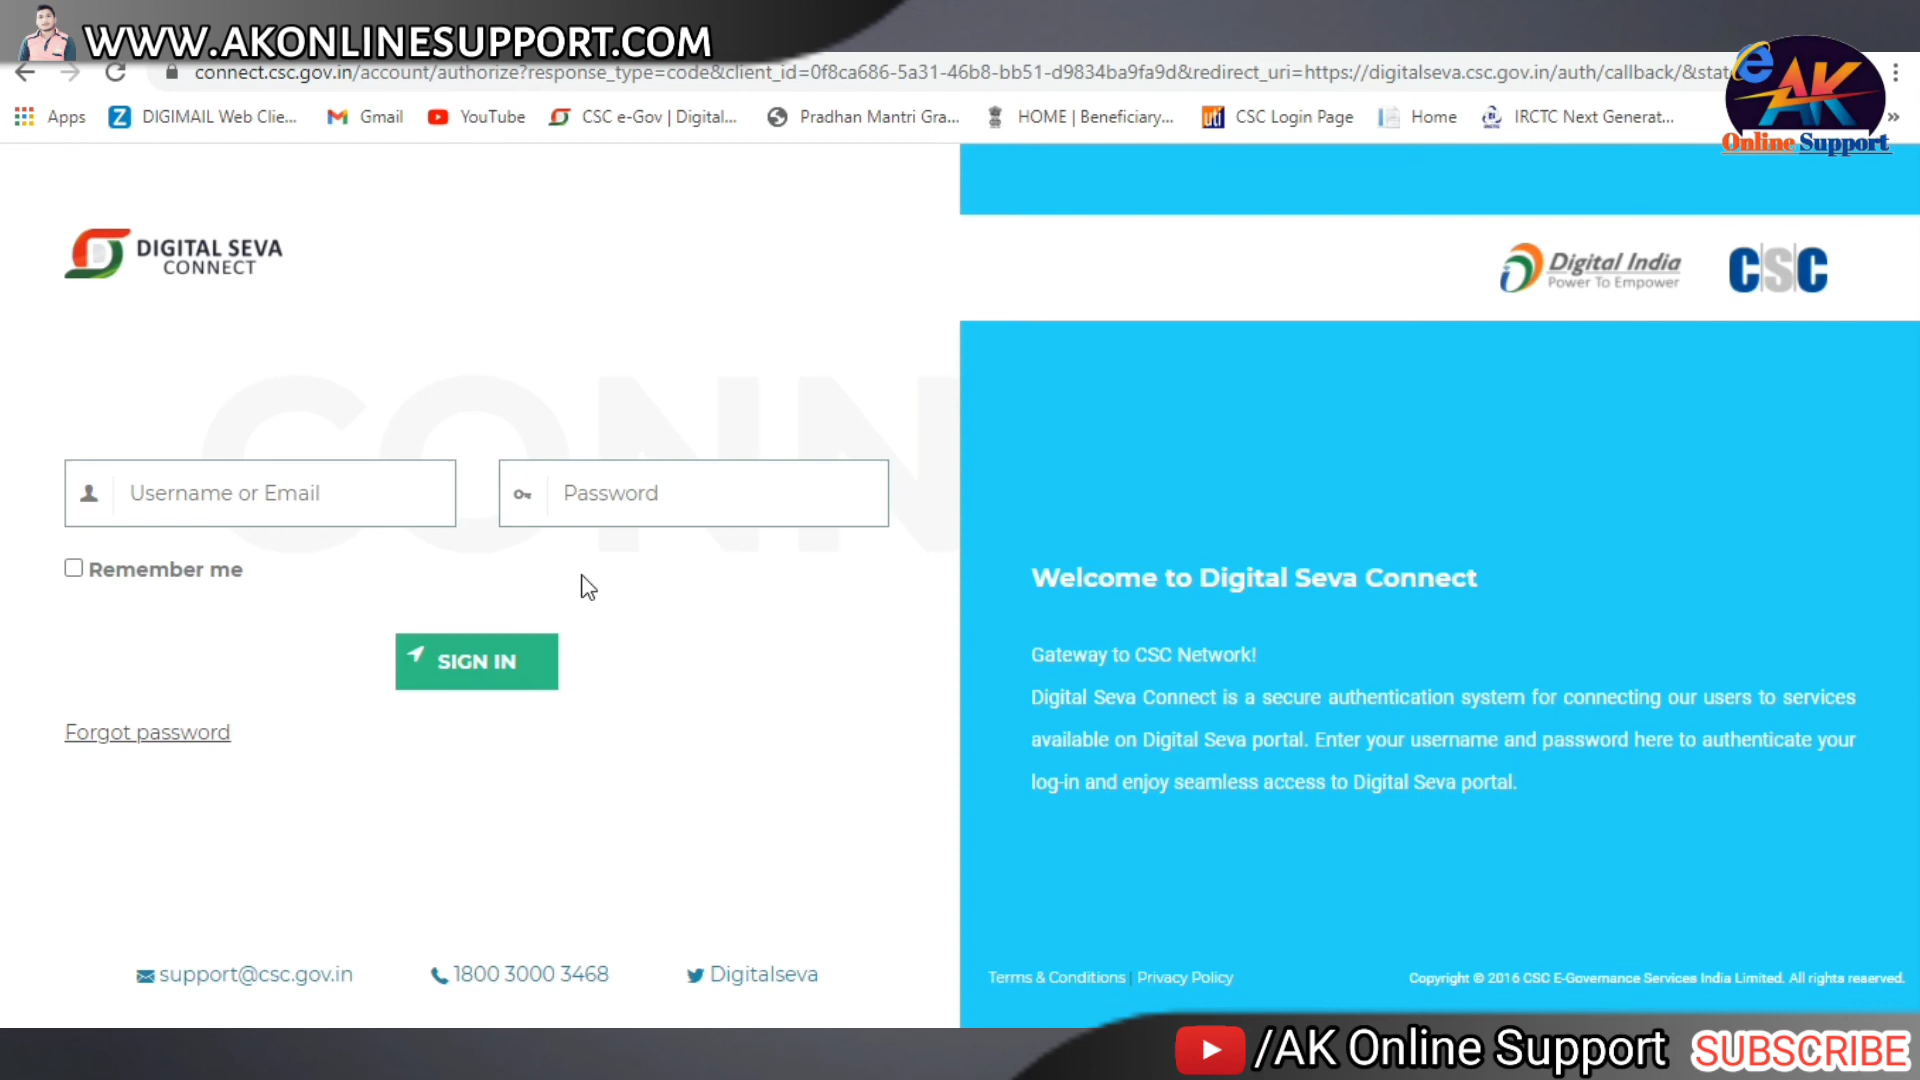 WWW.AKONLINESUPPORT.COM
connect.csc.gov.in/account/authorize?response_type=code&client_id=0f8ca686-5a31-46b8-bb51-d9834ba9fa9d&redirect_uri=https://digitalseva.csc.gov.in/auth/callback/&stat
e AK
Online Support
Apps DIGIMAIL Web Clie... Gmail YouTube CSC e-Gov | Digital... Pradhan Mantri Gra... HOME | Beneficiary... uti CSC Login Page Home IRCTC Next Generat... »
DIGITAL SEVA
CONNECT
Digital India
Power To Empower
CSC
CONN
Username or Email
Password
Remember me
SIGN IN
Forgot password
Welcome to Digital Seva Connect
Gateway to CSC Network!
Digital Seva Connect is a secure authentication system for connecting our users to services
available on Digital Seva portal. Enter your username and password here to authenticate your
log-in and enjoy seamless access to Digital Seva portal.
support@csc.gov.in 1800 3000 3468 Digitalseva
Terms & Conditions | Privacy Policy
Copyright © 2016 CSC E-Governance Services India Limited. All rights reserved.
/AK Online Support SUBSCRIBE